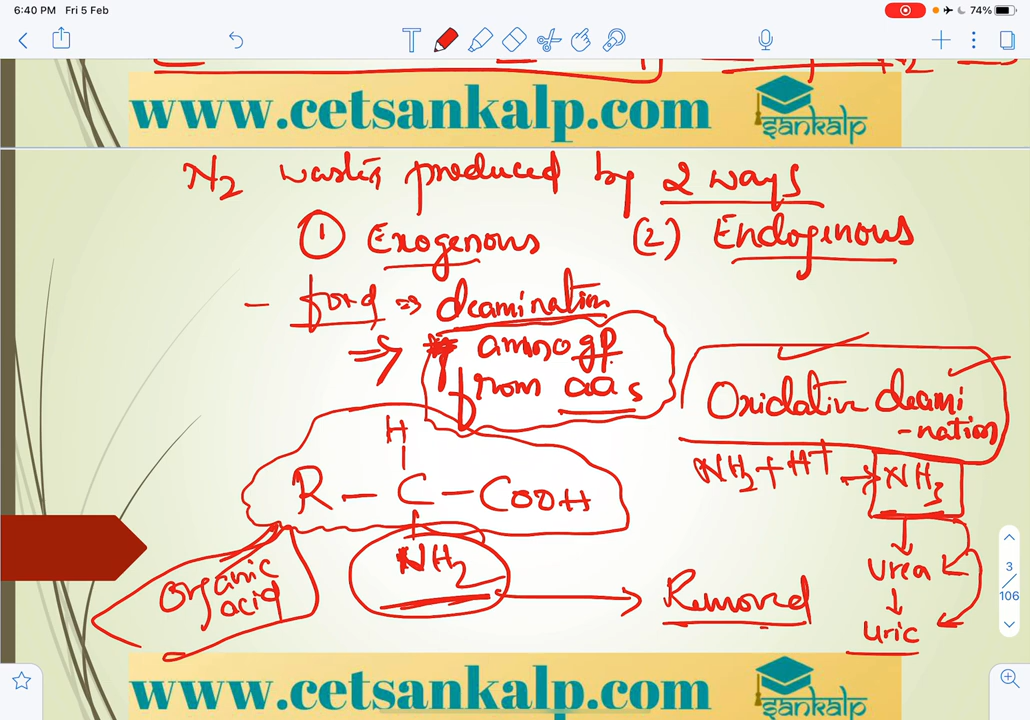 6:40 PM Fri 5 Feb
74%
T
www.cetsankalp.com
Sankalp
N2 wastes produced by 2 ways
① Exogenous (2) Endogenous
- food => deamination
=> amino gp
from aas
Oxidative deami
-nation
NH2 + H+ → NH3
H
R - C - COOH
NH2
Organic
acid
Removed
Urea
Uric
3
/
106
www.cetsankalp.com
Sankalp